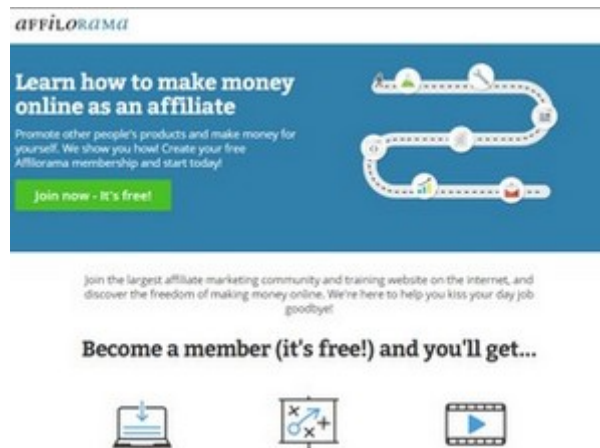 AFFILORAMA
Learn how to make money
online as an affiliate
Promote other people's products and make money for
yourself. We show you how! Create your free
Affilorama membership and start today!
Join now - It's free!
Join the largest affiliate marketing community and training website on the internet, and
discover the freedom of making money online. We're here to help you kiss your day job
goodbye!
Become a member (it's free!) and you'll get...